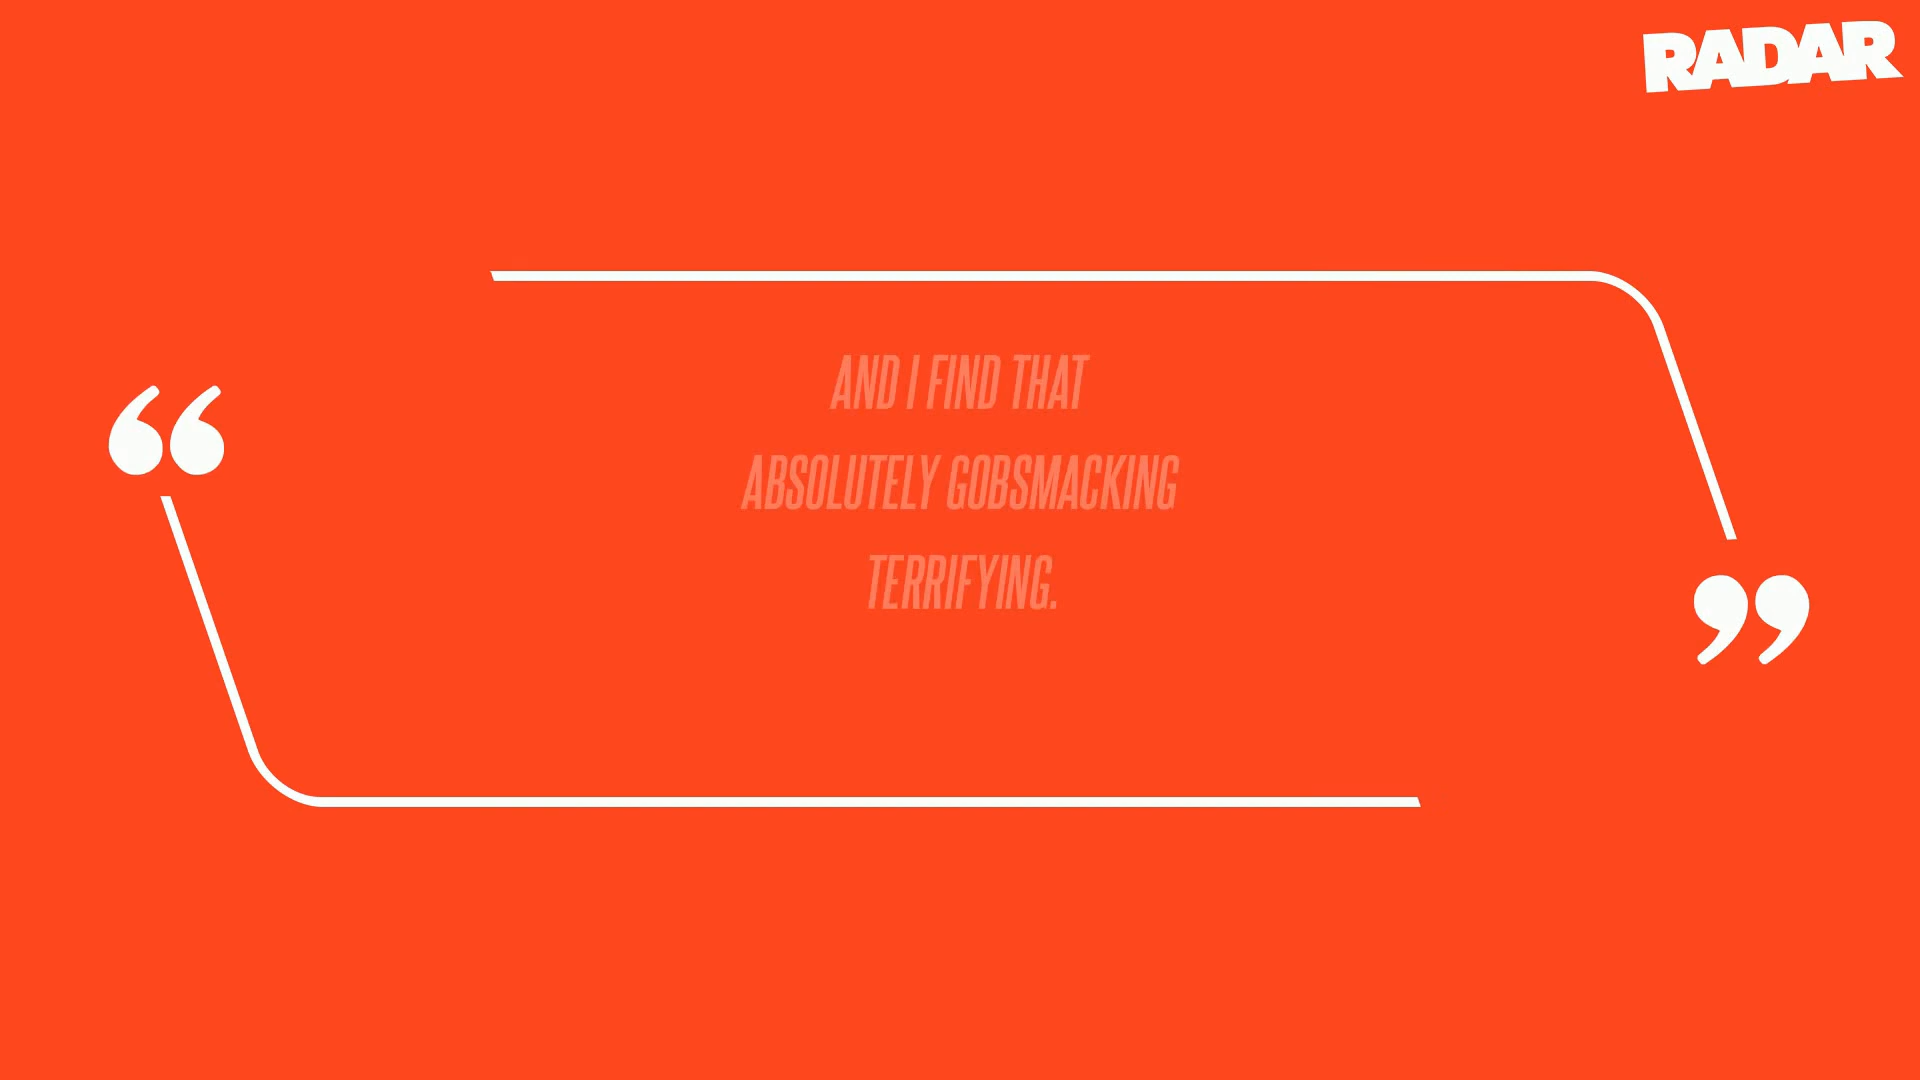 RADAR
“
AND I FIND THAT
ABSOLUTELY GOBSMACKING
TERRIFYING.
”